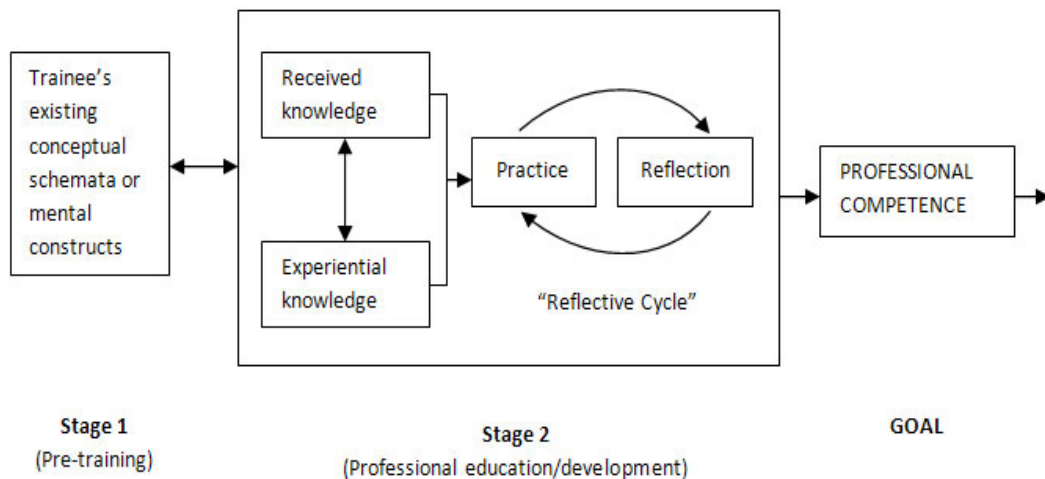 Trainee’s
existing
conceptual
schemata or
mental
constructs
Received
knowledge
Experiential
knowledge
Practice
Reflection
“Reflective Cycle”
PROFESSIONAL
COMPETENCE
Stage 1
(Pre-training)
Stage 2
(Professional education/development)
GOAL